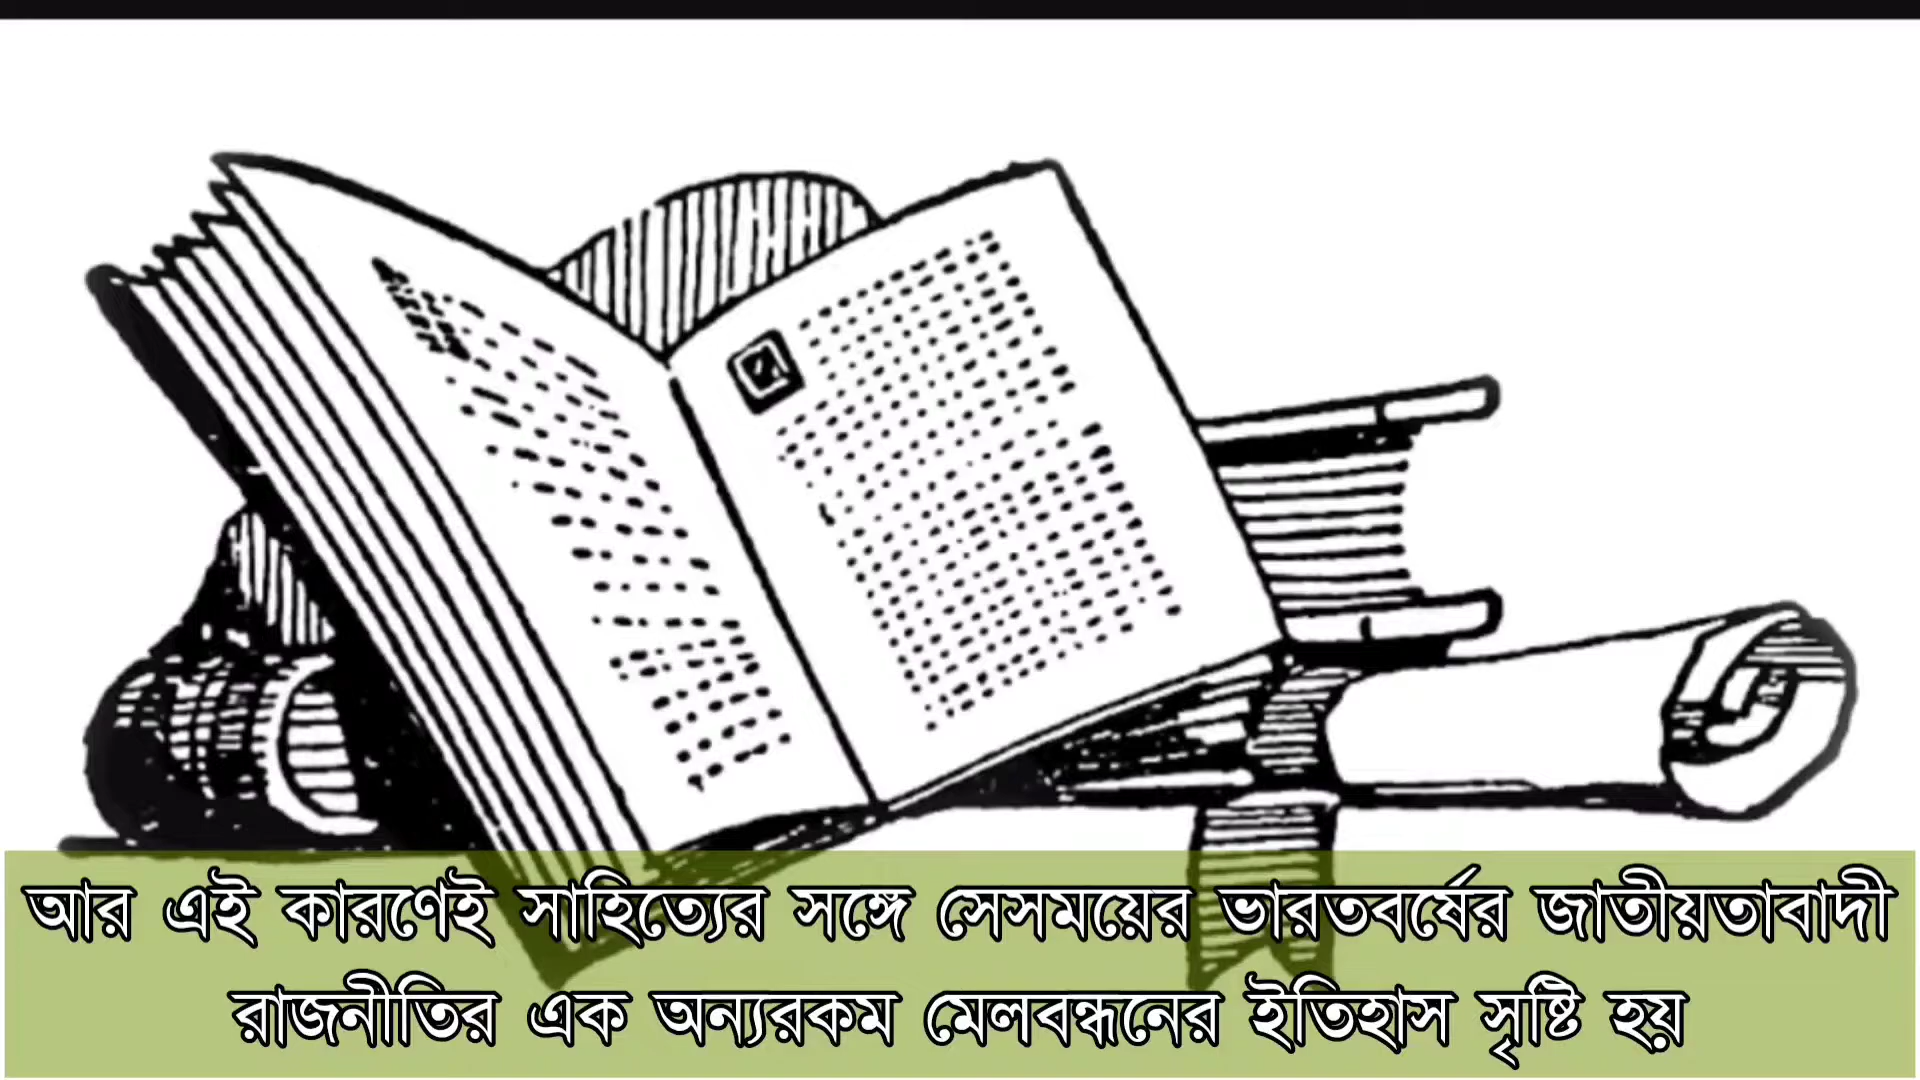 আর এই কারণেই সাহিত্যের সঙ্গে সেসময়ের ভারতবর্ষের জাতীয়তাবাদী
রাজনীতির এক অন্যরকম মেলবন্ধনের ইতিহাস সৃষ্টি হয়